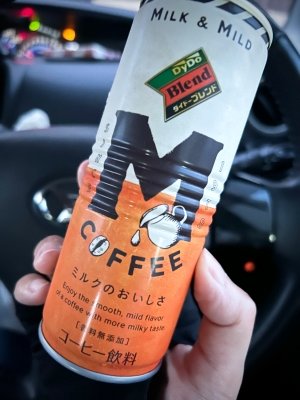 MILK & MILD
DyDo
Blend
ダイドーブレンド
M
COFFEE
ミルクのおいしさ
Enjoy the smooth, mild flavor
of a coffee with more milky taste.
[香料無添加]
コーヒー飲料